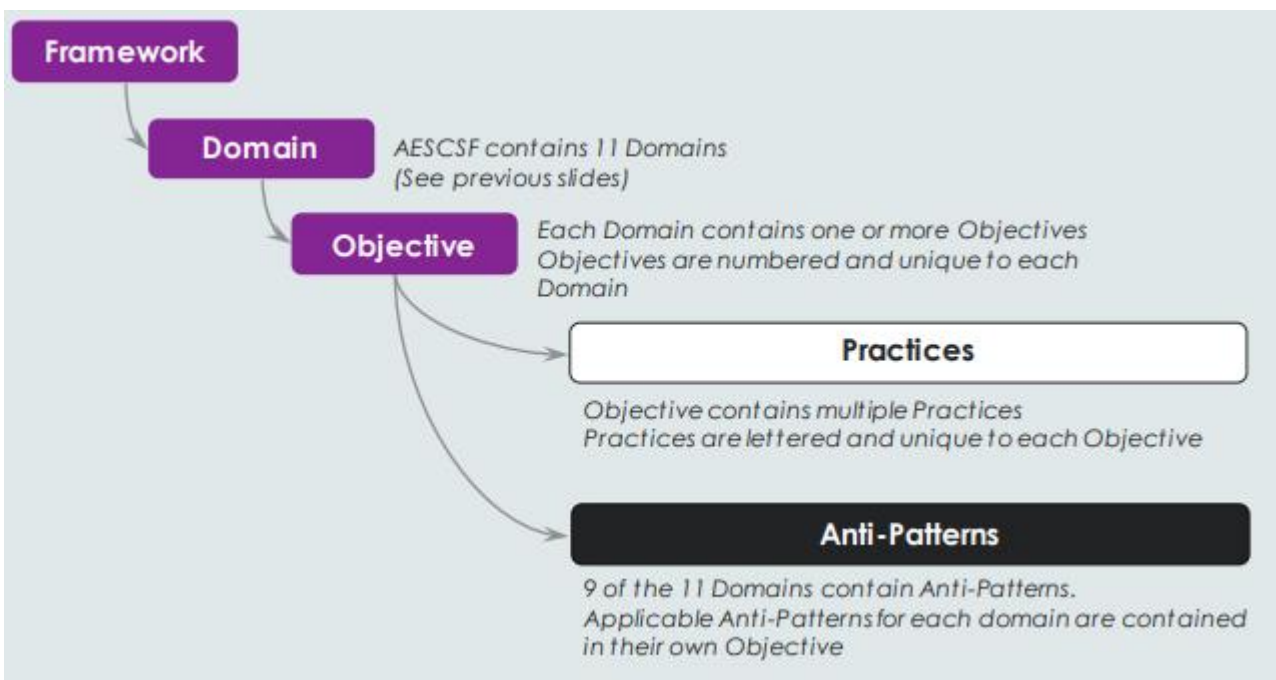 Framework
Domain
AESCSF contains 11 Domains
(See previous slides)
Objective
Each Domain contains one or more Objectives
Objectives are numbered and unique to each
Domain
Practices
Objective contains multiple Practices
Practices are lettered and unique to each Objective
Anti-Patterns
9 of the 11 Domains contain Anti-Patterns.
Applicable Anti-Patterns for each domain are contained
in their own Objective